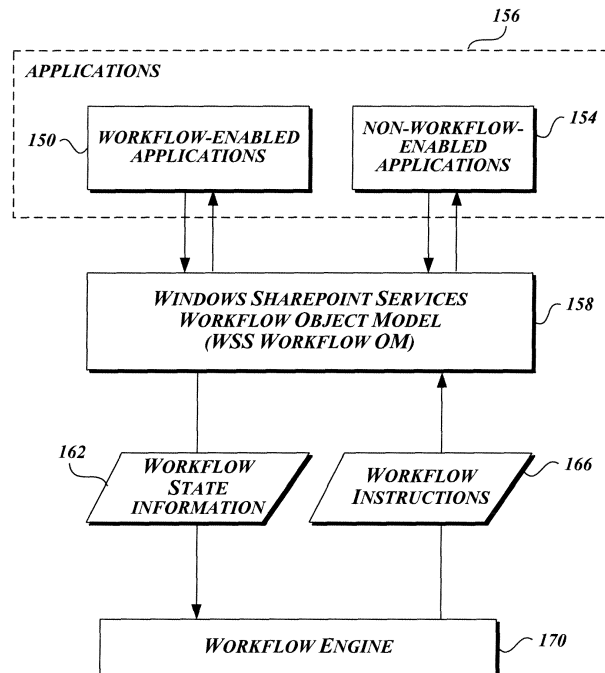 156
APPLICATIONS
150
WORKFLOW-ENABLED
APPLICATIONS
NON-WORKFLOW-
ENABLED
APPLICATIONS
154
WINDOWS SHAREPOINT SERVICES
WORKFLOW OBJECT MODEL
(WSS WORKFLOW OM)
158
162
WORKFLOW
STATE
INFORMATION
WORKFLOW
INSTRUCTIONS
166
WORKFLOW ENGINE
170